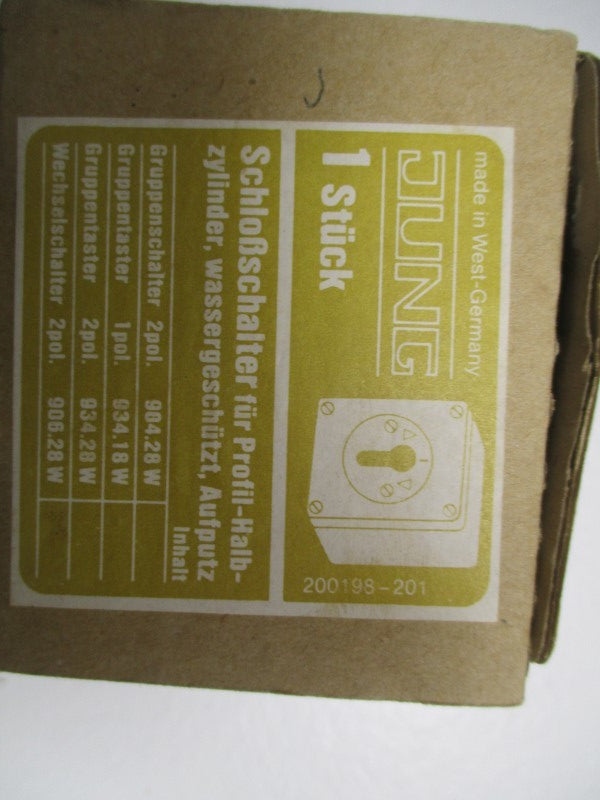 made in West-Germany
JUNG
1 Stück
200198-201
Schloßschalter für Profil-Halb-
zylinder, wassergeschützt, Aufputz
Inhalt
Gruppenschalter 2pol. 904.28 W
Gruppentaster 1pol. 934.18 W
Gruppentaster 2pol. 934.28 W
Wechselschalter 2pol. 906.28 W